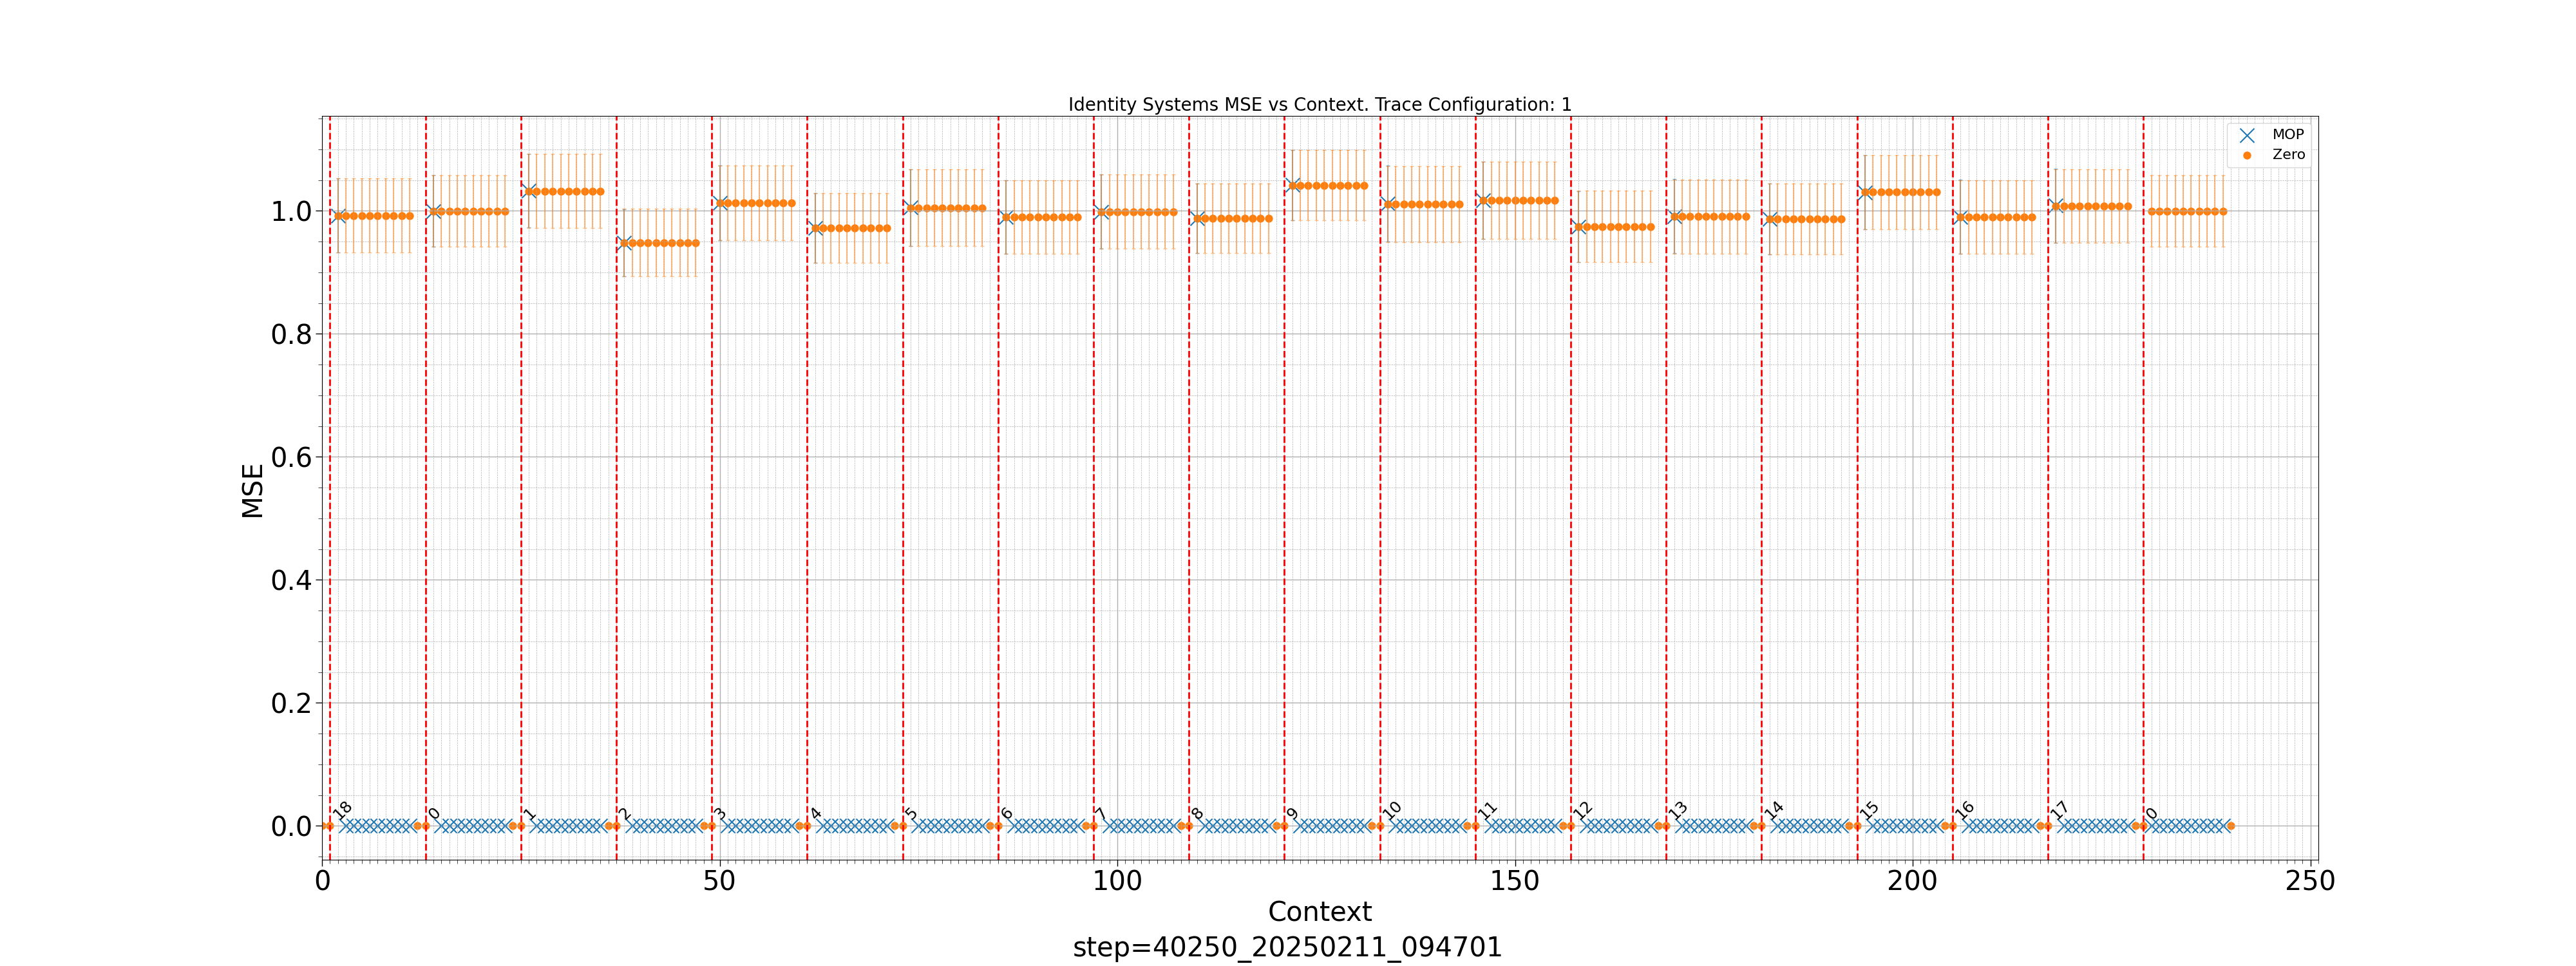 Identity Systems MSE vs Context. Trace Configuration: 1
MOP
Zero
1.0
0.8
0.6
0.4
0.2
0.0
MSE
18 0 1 2 3 4 5 6 7 8 9 10 11 12 13 14 15 16 17 0
0 50 100 150 200 250
Context
step=40250_20250211_094701